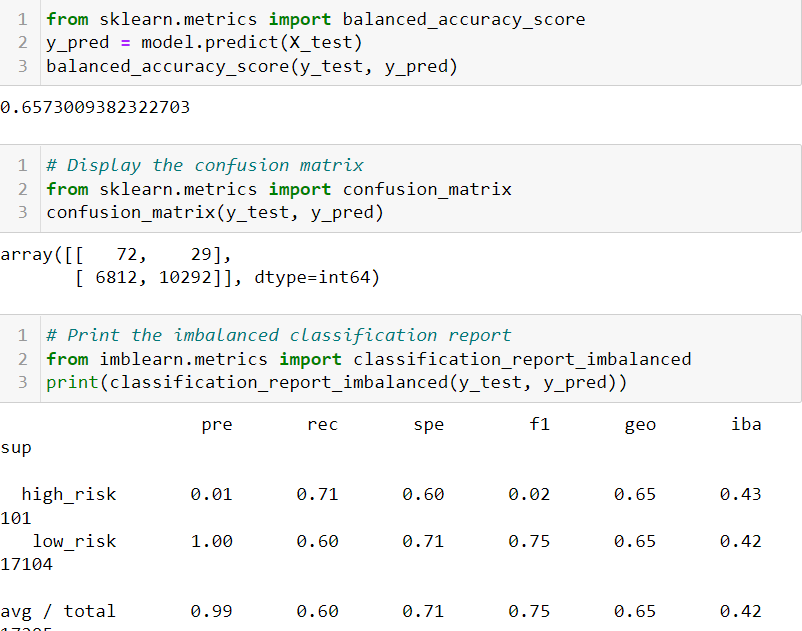 1 from sklearn.metrics import balanced_accuracy_score
2 y_pred = model.predict(X_test)
3 balanced_accuracy_score(y_test, y_pred)
0.6573009382322703
1 # Display the confusion matrix
2 from sklearn.metrics import confusion_matrix
3 confusion_matrix(y_test, y_pred)
array([[   72,    29],
       [ 6812, 10292]], dtype=int64)
1 # Print the imbalanced classification report
2 from imblearn.metrics import classification_report_imbalanced
3 print(classification_report_imbalanced(y_test, y_pred))
pre rec spe f1 geo iba
sup
high_risk 0.01 0.71 0.60 0.02 0.65 0.43
101
low_risk 1.00 0.60 0.71 0.75 0.65 0.42
17104
avg / total 0.99 0.60 0.71 0.75 0.65 0.42